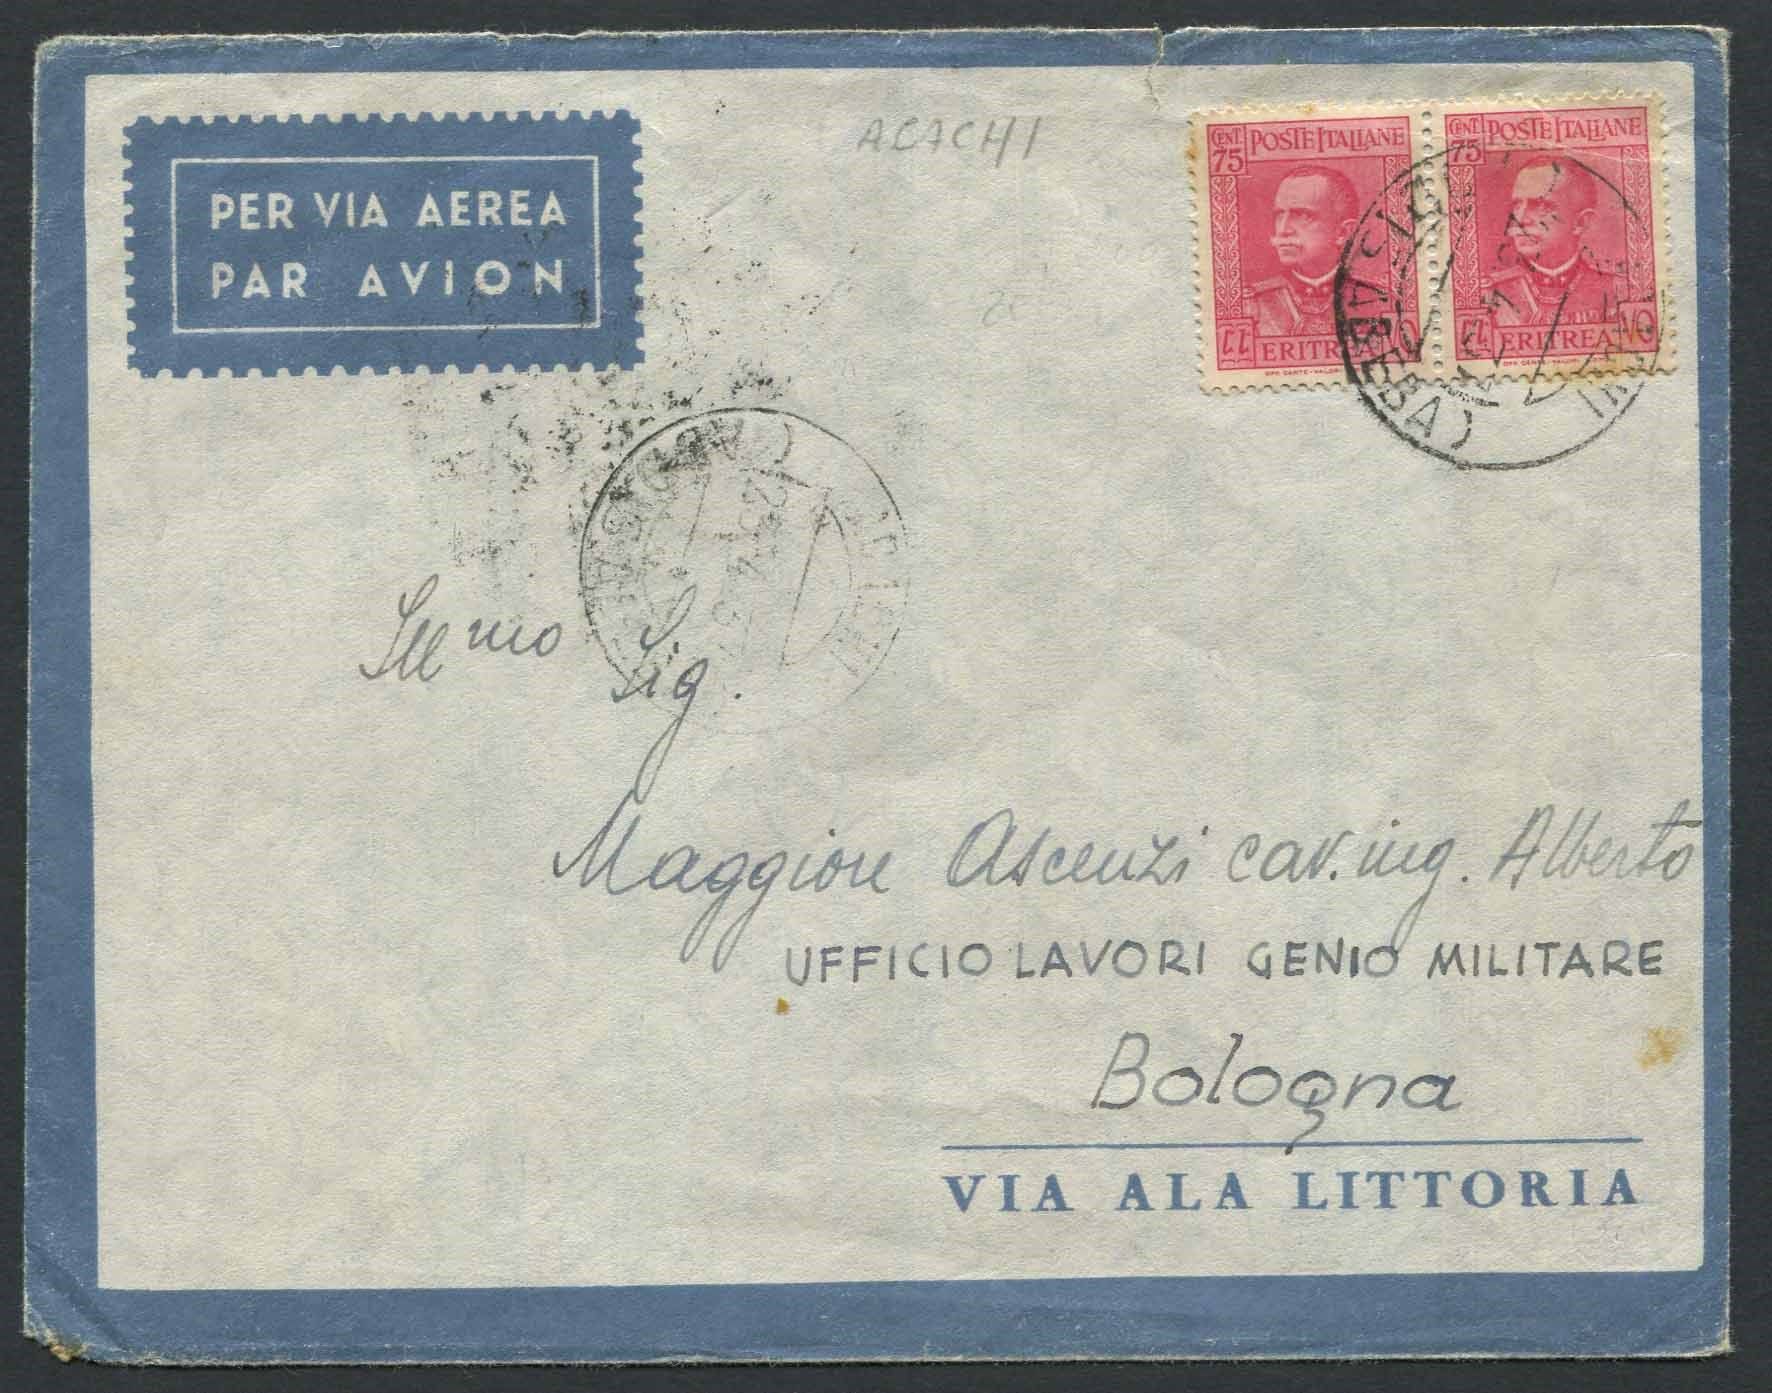 PER VIA AEREA
PAR AVION
ACACHI
CENT 75 POSTE ITALIANE
ERITREA
CENT 75 POSTE ITALIANE
ERITREA
23
Ill mo Sig.
Maggiore Ascenzi cav. ing. Alberto
UFFICIO LAVORI GENIO MILITARE
Bologna
VIA ALA LITTORIA